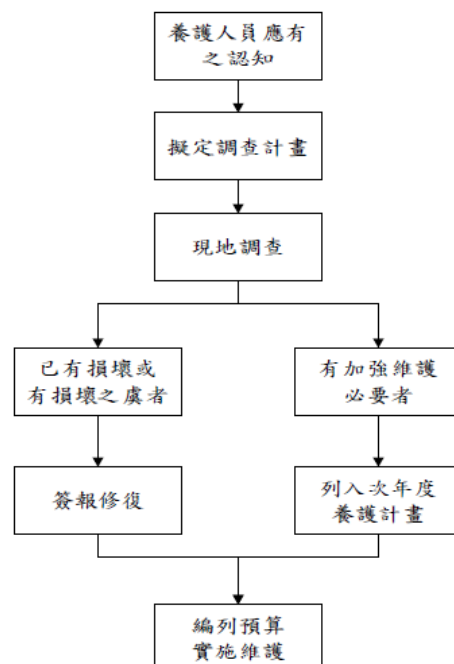 養護人員應有
之認知
擬定調查計畫
現地調查
已有損壞或
有損壞之虞者
有加強維護
必要者
簽報修復
列入次年度
養護計畫
編列預算
實施維護